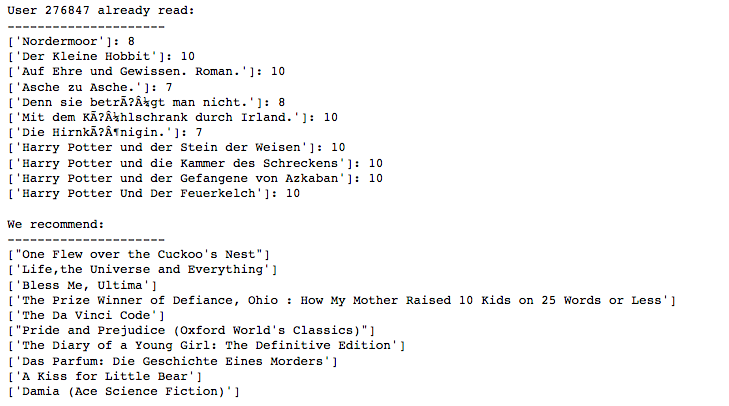 User 276847 already read:
---------------------
['Nordermoor']: 8
['Der Kleine Hobbit']: 10
['Auf Ehre und Gewissen. Roman.']: 10
['Asche zu Asche.']: 7
['Denn sie betrÃ?Â¼gt man nicht.']: 8
['Mit dem KÃ?Â¼hlschrank durch Irland.']: 10
['Die HirnkÃ?Â¶nigin.']: 7
['Harry Potter und der Stein der Weisen']: 10
['Harry Potter und die Kammer des Schreckens']: 10
['Harry Potter und der Gefangene von Azkaban']: 10
['Harry Potter Und Der Feuerkelch']: 10
We recommend:
---------------------
["One Flew over the Cuckoo's Nest"]
['Life,the Universe and Everything']
['Bless Me, Ultima']
['The Prize Winner of Defiance, Ohio : How My Mother Raised 10 Kids on 25 Words or Less']
['The Da Vinci Code']
["Pride and Prejudice (Oxford World's Classics)"]
['The Diary of a Young Girl: The Definitive Edition']
['Das Parfum: Die Geschichte Eines Morders']
['A Kiss for Little Bear']
['Damia (Ace Science Fiction)']